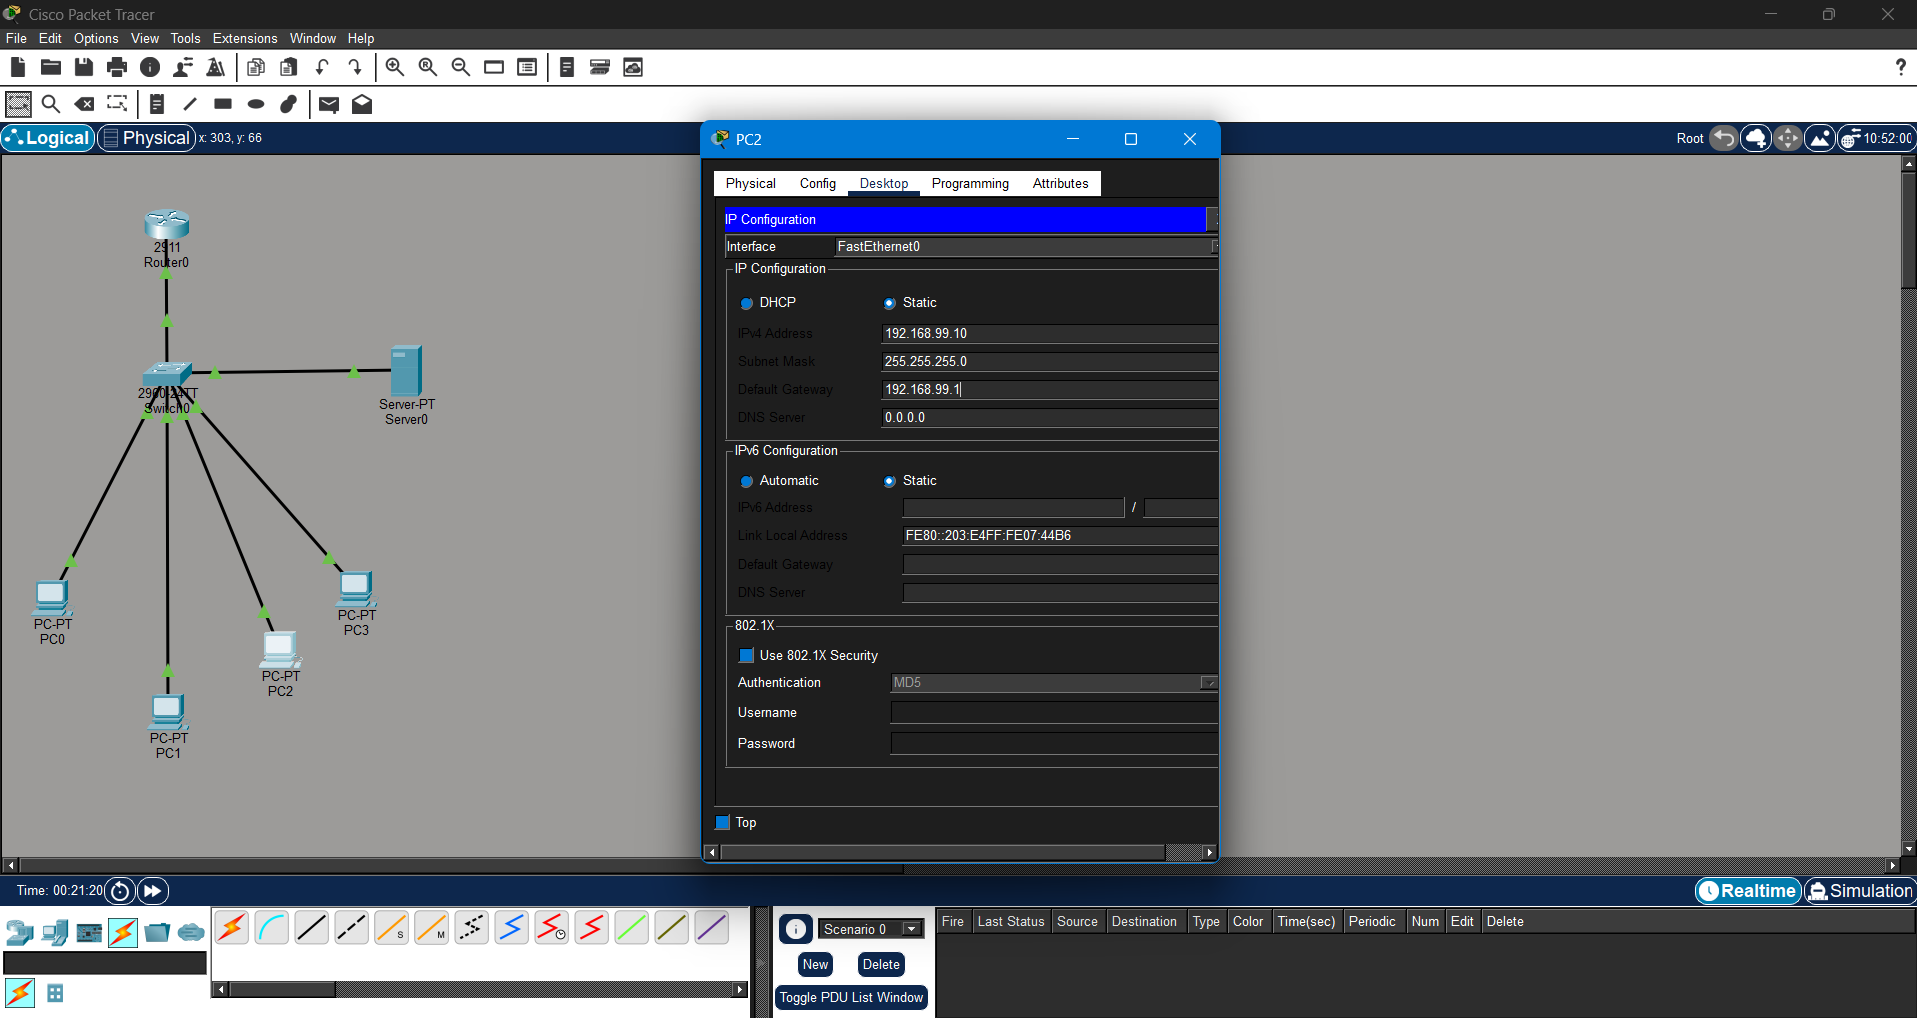 Cisco Packet Tracer
File Edit Options View Tools Extensions Window Help
?
Logical Physical x: 303, y: 66
Root 10:52:00
2911
Router0
2960-24TT
Switch0
Server-PT
Server0
PC-PT
PC0
PC-PT
PC1
PC-PT
PC2
PC-PT
PC3
PC2
Physical Config Desktop Programming Attributes
IP Configuration
Interface FastEthernet0
IP Configuration
DHCP Static
IPv4 Address 192.168.99.10
Subnet Mask 255.255.255.0
Default Gateway 192.168.99.1
DNS Server 0.0.0.0
IPv6 Configuration
Automatic Static
IPv6 Address /
Link Local Address FE80::203:E4FF:FE07:44B6
Default Gateway
DNS Server
802.1X
Use 802.1X Security
Authentication MD5
Username
Password
Top
Time: 00:21:20
Realtime Simulation
S M
Scenario 0
New Delete
Toggle PDU List Window
Fire Last Status Source Destination Type Color Time(sec) Periodic Num Edit Delete